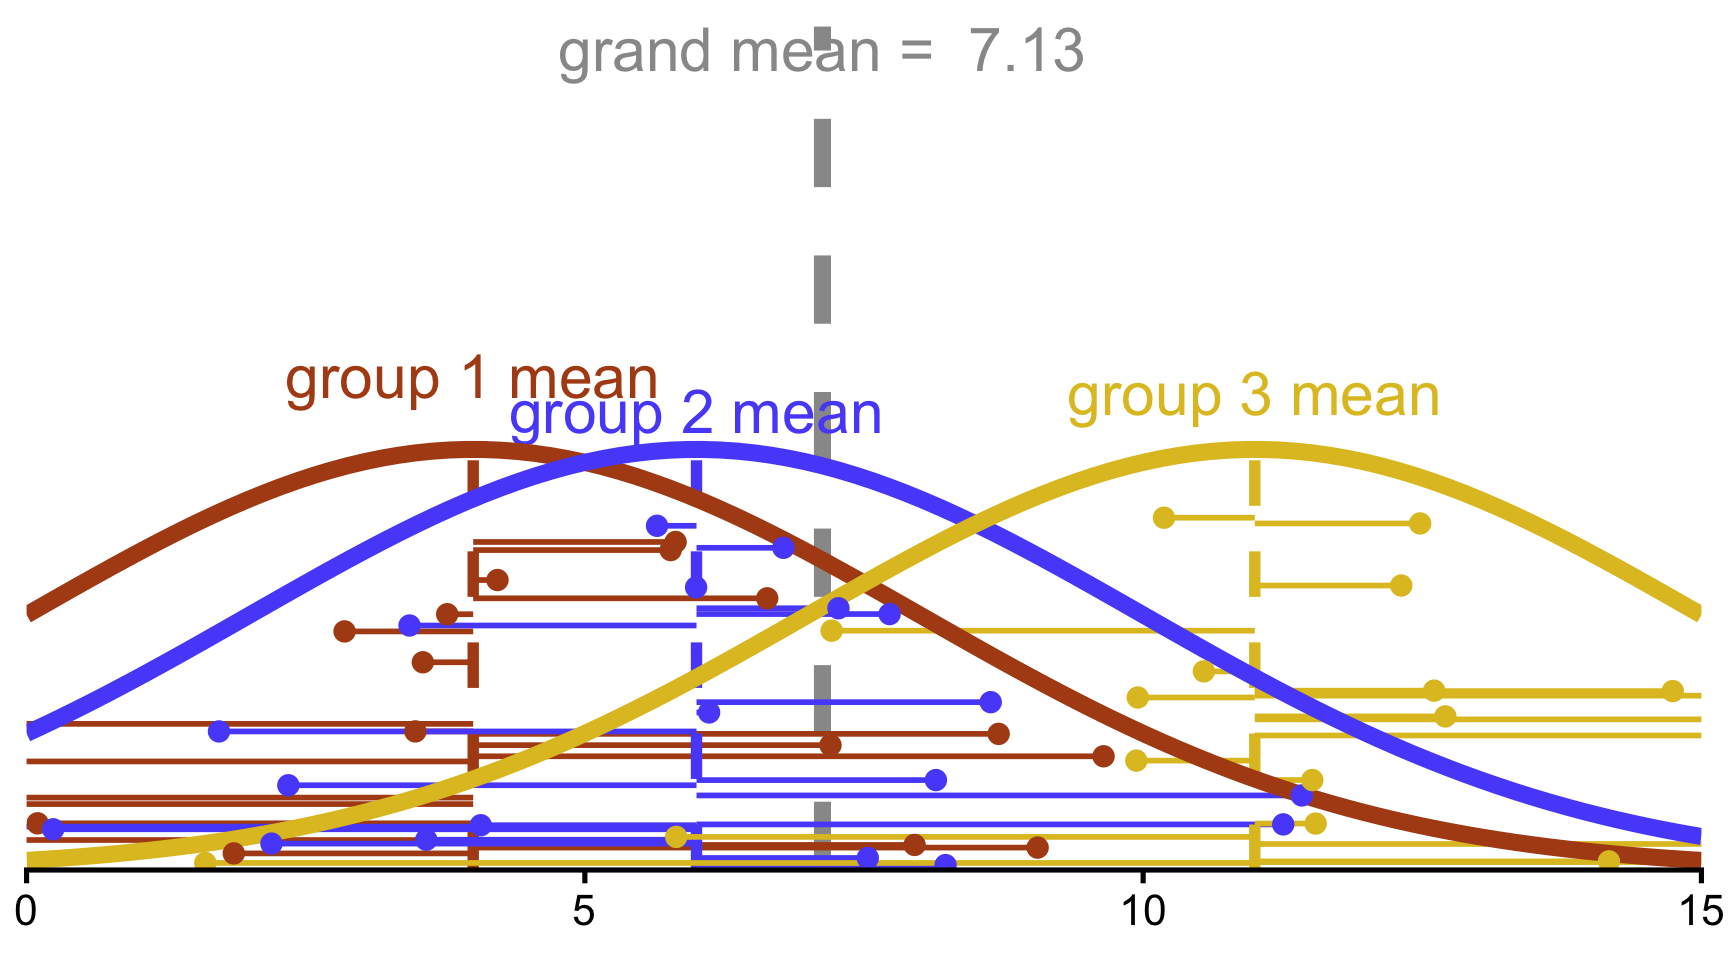 grand mean = 7.13
group 1 mean
group 2 mean
group 3 mean
0 5 10 15